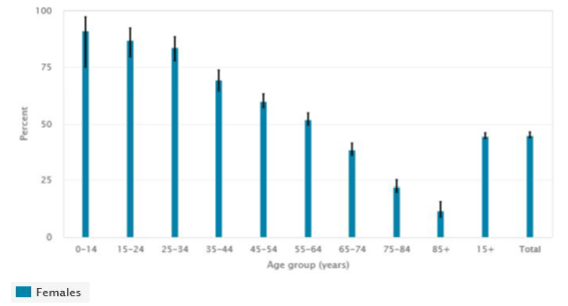 100
75
50
25
0
Percent
0-14 15-24 25-34 35-44 45-54 55-64 65-74 75-84 85+ 15+ Total
Age group (years)
Females